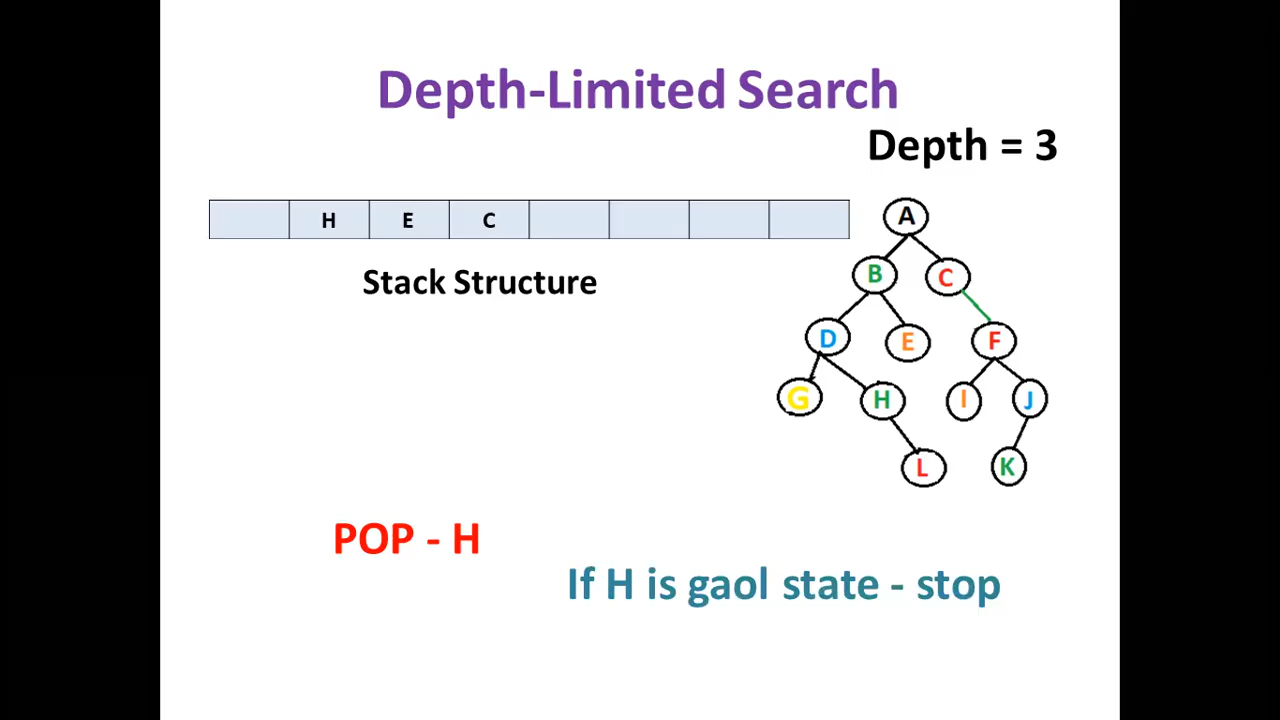 Depth-Limited Search
Depth = 3
H E C
Stack Structure
A
B C
D E F
G H I J
L K
POP - H
If H is gaol state - stop